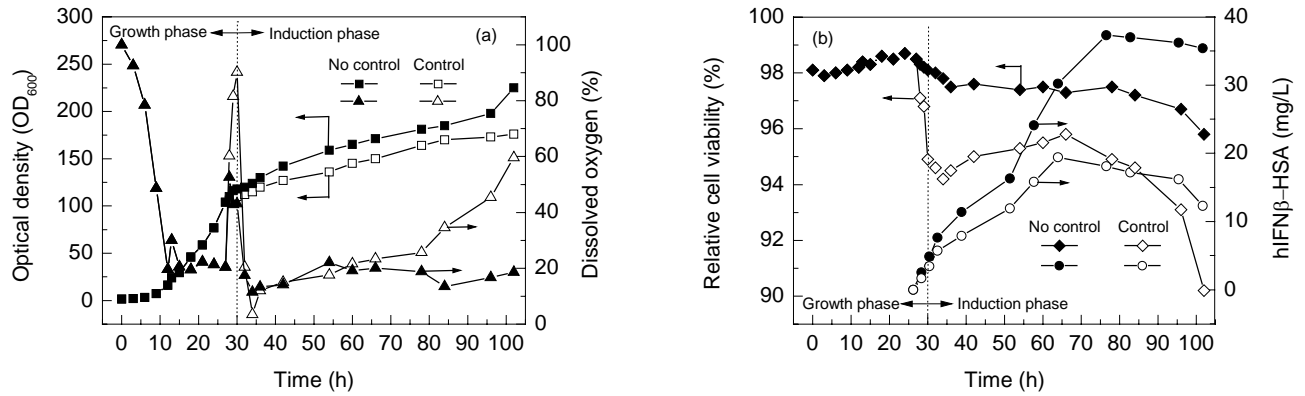 300
250
200
150
100
50
0
Optical density (OD600)
Growth phase
Induction phase
(a)
No control
Control
100
80
60
40
20
0
Dissolved oxygen (%)
0 10 20 30 40 50 60 70 80 90 100
Time (h)
100
98
96
94
92
90
Relative cell viability (%)
(b)
No control
Control
Growth phase
Induction phase
40
30
20
10
0
hIFNβ–HSA (mg/L)
0 10 20 30 40 50 60 70 80 90 100
Time (h)